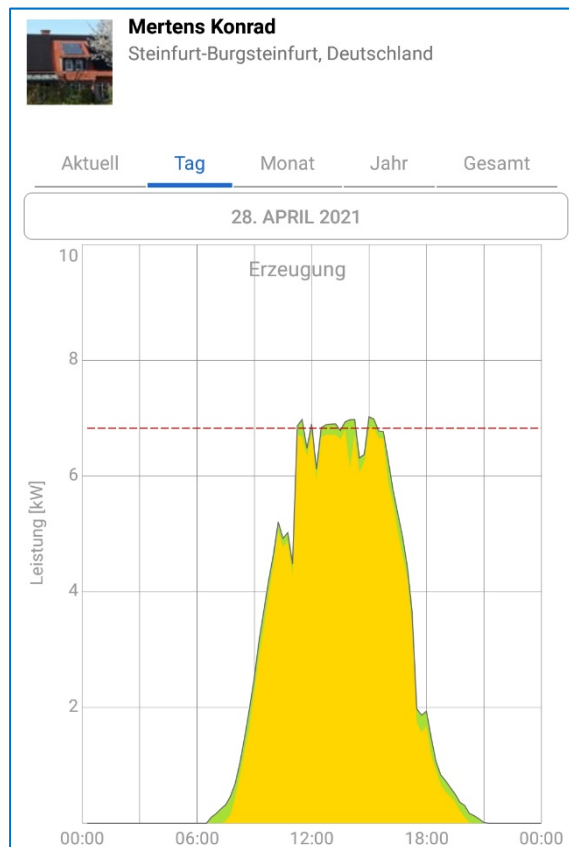 Mertens Konrad
Steinfurt-Burgsteinfurt, Deutschland
Aktuell Tag Monat Jahr Gesamt
28. APRIL 2021
Erzeugung
10
8
6
4
2
Leistung [kW]
00:00 06:00 12:00 18:00 00:00